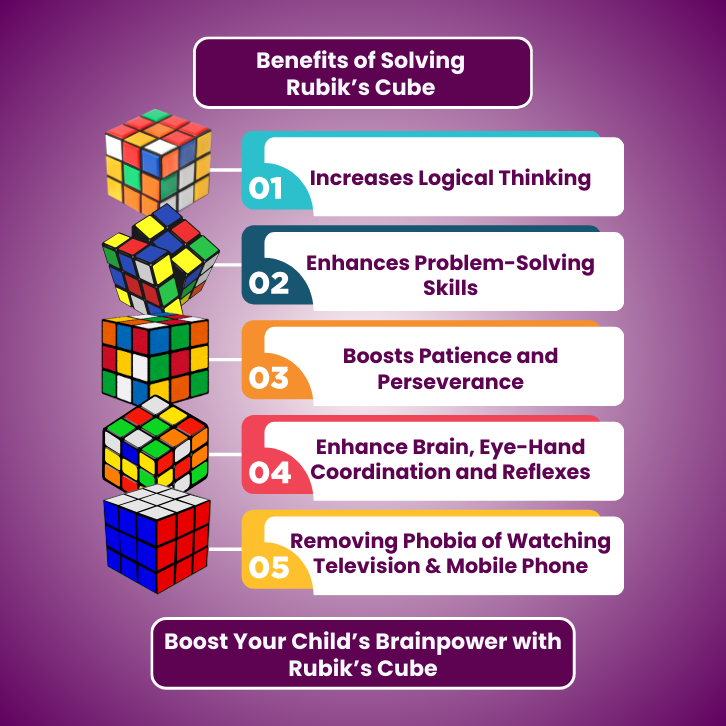 Benefits of Solving
Rubik's Cube
01
Increases Logical Thinking
02
Enhances Problem-Solving
Skills
03
Boosts Patience and
Perseverance
04
Enhance Brain, Eye-Hand
Coordination and Reflexes
05
Removing Phobia of Watching
Television & Mobile Phone
Boost Your Child's Brainpower with
Rubik's Cube